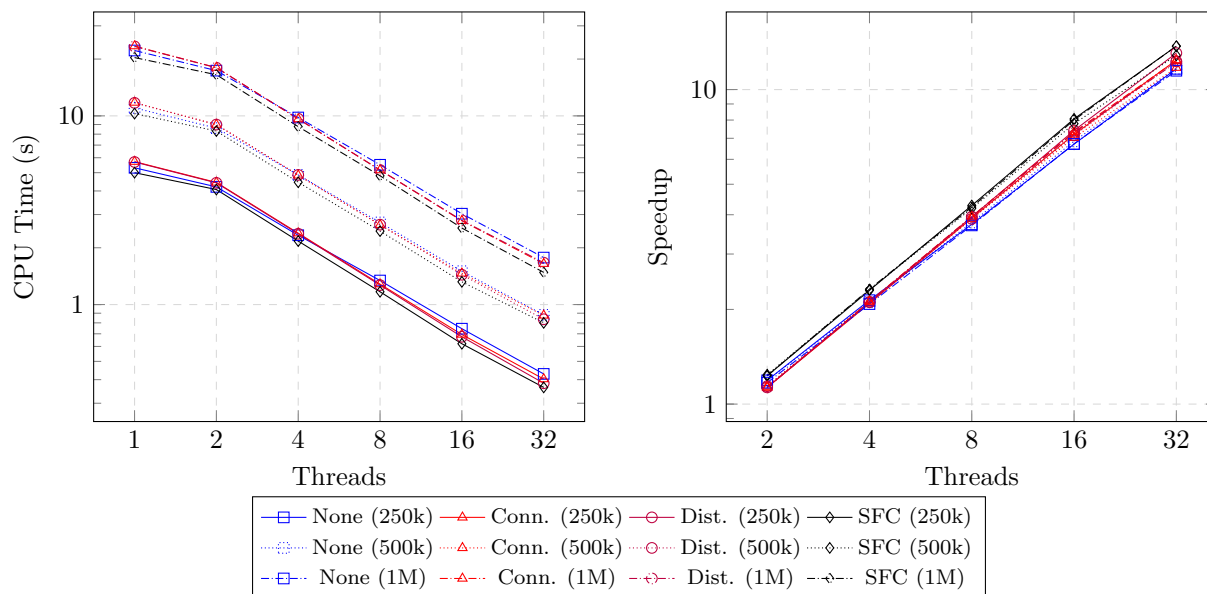 CPU Time (s)
10
1
1 2 4 8 16 32
Threads
Speedup
10
1
2 4 8 16 32
Threads
None (250k) Conn. (250k) Dist. (250k) SFC (250k)
None (500k) Conn. (500k) Dist. (500k) SFC (500k)
None (1M) Conn. (1M) Dist. (1M) SFC (1M)